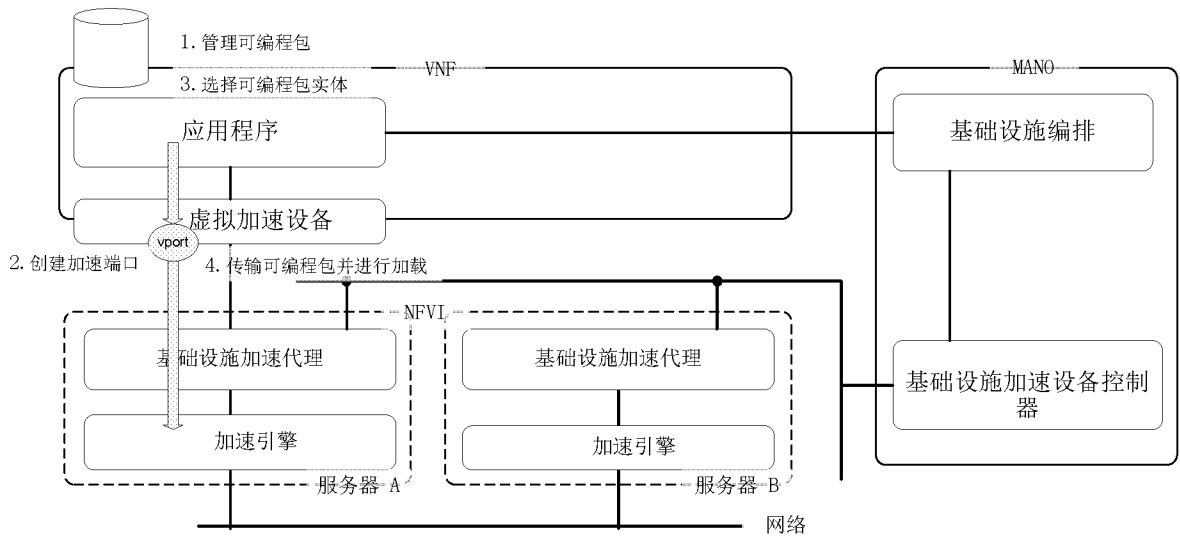 1.管理可编程包
VNF
MANO
3.选择可编程包实体
应用程序
基础设施编排
虚拟加速设备
vport
2.创建加速端口
4.传输可编程包并进行加载
NFVI
基础设施加速代理
基础设施加速代理
基础设施加速设备控制
器
加速引擎
加速引擎
服务器 A
服务器 B
网络